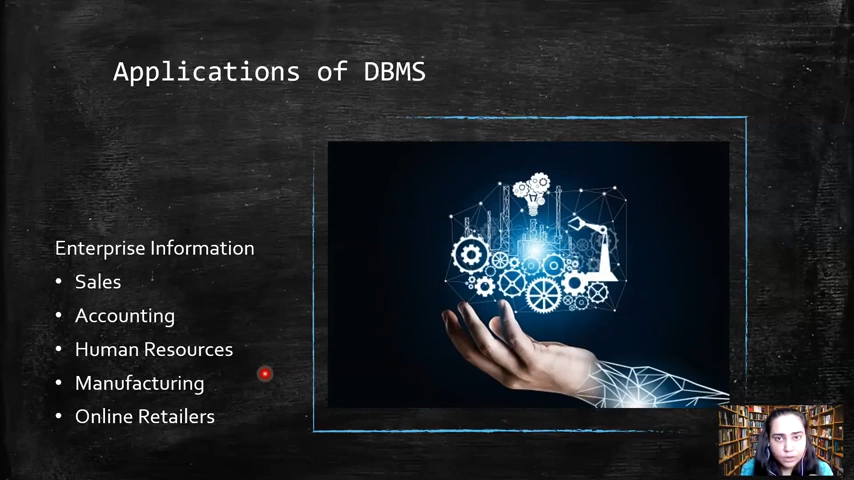 Applications of DBMS
Enterprise Information
• Sales
• Accounting
• Human Resources
• Manufacturing
• Online Retailers